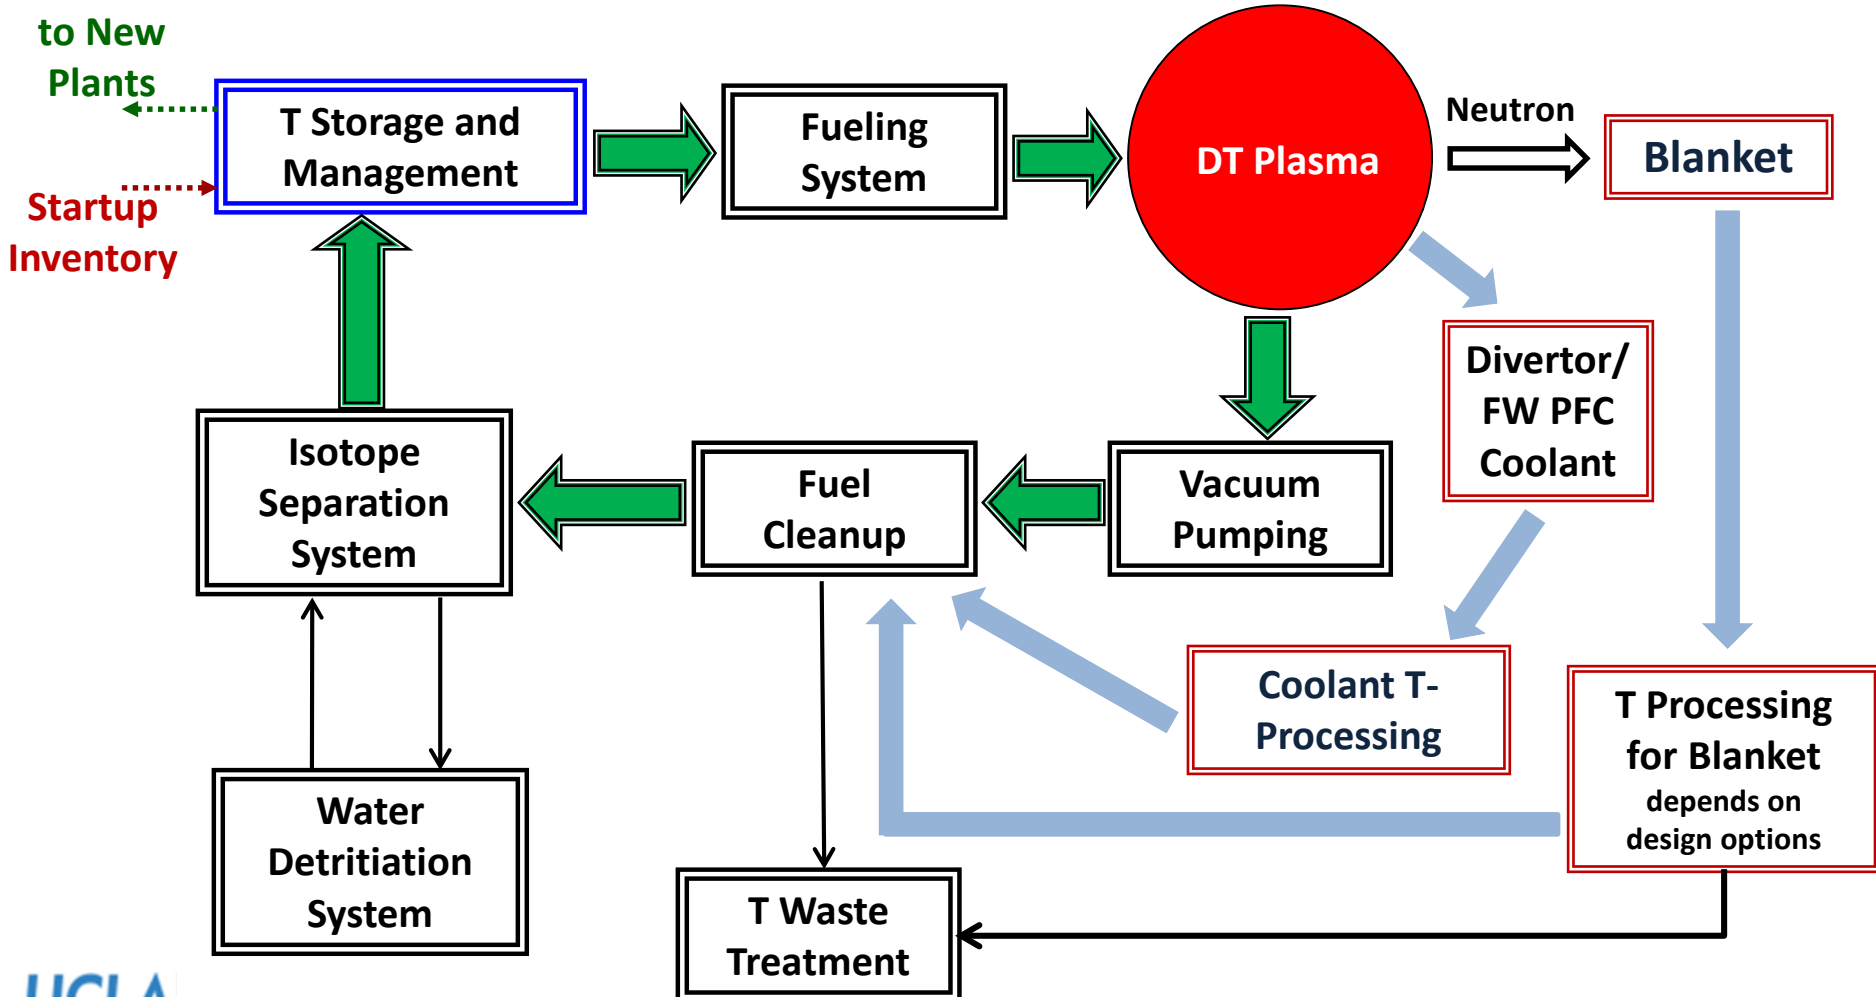 to New
Plants
T Storage and
Management
Startup
Inventory
Fueling
System
DT Plasma
Neutron
Blanket
Divertor/
FW PFC
Coolant
Isotope
Separation
System
Fuel
Cleanup
Vacuum
Pumping
Coolant T-
Processing
T Processing
for Blanket
depends on
design options
Water
Detritiation
System
T Waste
Treatment
UCLA